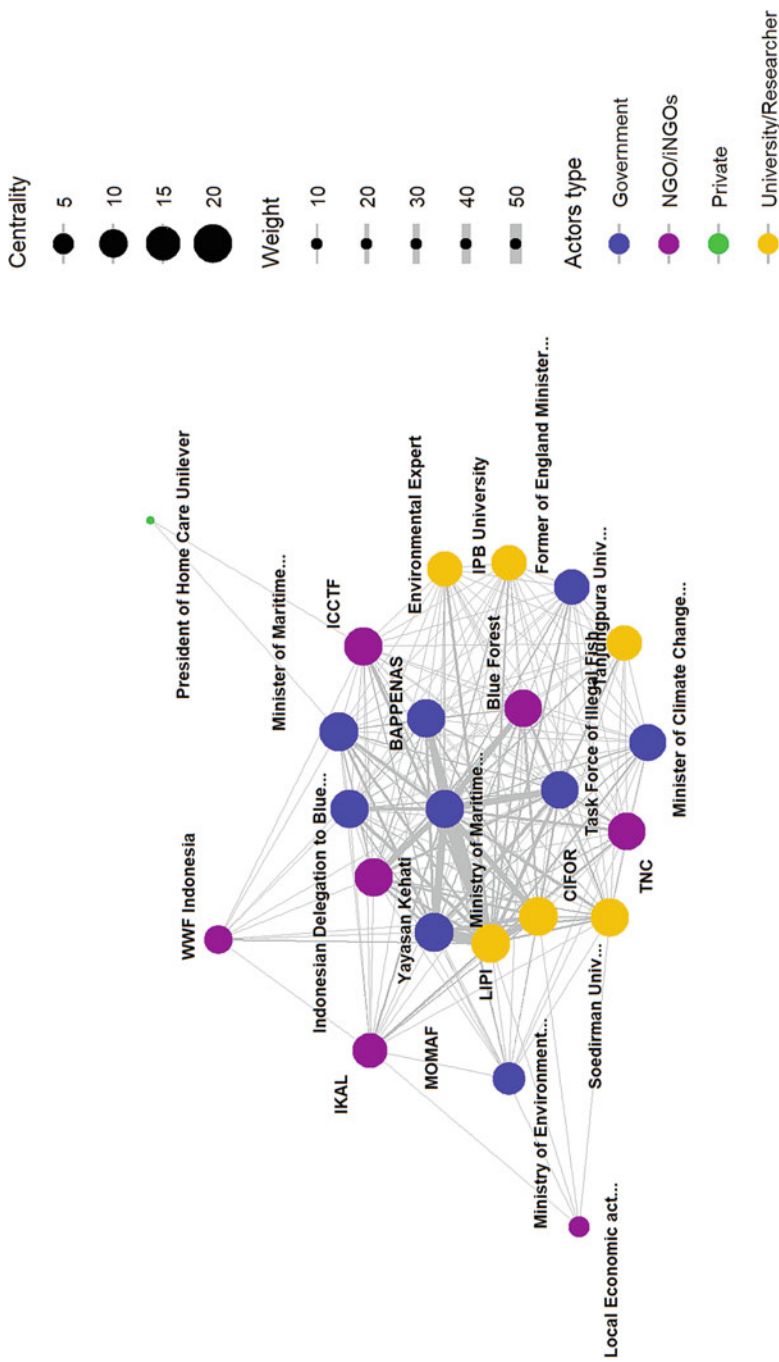 President of Home Care Unilever
WWF Indonesia
Minister of Maritime...
ICCTF
Indonesian Delegation to Blue...
Environmental Expert
IKAL
BAPPENAS
Yayasan Kehati
IPB University
MOMAF
Ministry of Maritime...
Blue Forest
LIPI
Former of England Minister...
Ministry of Environment...
CIFOR
Task Force of Illegal Fish...
Tanjungpura Univ...
Soedirman Univ...
TNC
Minister of Climate Change...
Local Economic act...
Centrality
5
10
15
20
Weight
10
20
30
40
50
Actors type
Government
NGO/iNGOs
Private
University/Researcher